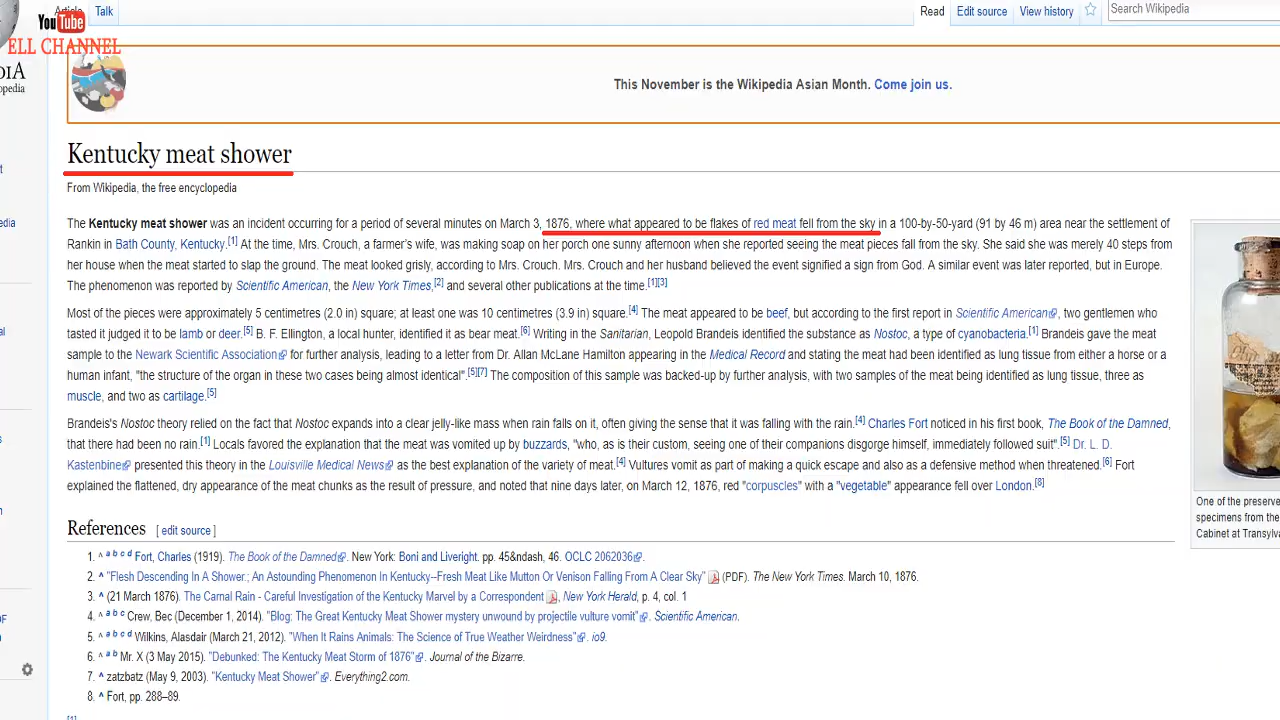 Article Talk Read Edit source View history Search Wikipedia
YouTube
ELL CHANNEL
This November is the Wikipedia Asian Month. Come join us.
Kentucky meat shower
From Wikipedia, the free encyclopedia
The Kentucky meat shower was an incident occurring for a period of several minutes on March 3, 1876, where what appeared to be flakes of red meat fell from the sky in a 100-by-50-yard (91 by 46 m) area near the settlement of
Rankin in Bath County, Kentucky.[1] At the time, Mrs. Crouch, a farmer's wife, was making soap on her porch one sunny afternoon when she reported seeing the meat pieces fall from the sky. She said she was merely 40 steps from
her house when the meat started to slap the ground. The meat looked grisly, according to Mrs. Crouch. Mrs. Crouch and her husband believed the event signified a sign from God. A similar event was later reported, but in Europe.
The phenomenon was reported by Scientific American, the New York Times,[2] and several other publications at the time.[1][3]
Most of the pieces were approximately 5 centimetres (2.0 in) square; at least one was 10 centimetres (3.9 in) square.[4] The meat appeared to be beef, but according to the first report in Scientific American, two gentlemen who
tasted it judged it to be lamb or deer.[5] B. F. Ellington, a local hunter, identified it as bear meat.[6] Writing in the Sanitarian, Leopold Brandeis identified the substance as Nostoc, a type of cyanobacteria.[1] Brandeis gave the meat
sample to the Newark Scientific Association for further analysis, leading to a letter from Dr. Allan McLane Hamilton appearing in the Medical Record and stating the meat had been identified as lung tissue from either a horse or a
human infant, "the structure of the organ in these two cases being almost identical".[5][7] The composition of this sample was backed-up by further analysis, with two samples of the meat being identified as lung tissue, three as
muscle, and two as cartilage.[5]
Brandeis's Nostoc theory relied on the fact that Nostoc expands into a clear jelly-like mass when rain falls on it, often giving the sense that it was falling with the rain.[4] Charles Fort noticed in his first book, The Book of the Damned,
that there had been no rain.[1] Locals favored the explanation that the meat was vomited up by buzzards, "who, as is their custom, seeing one of their companions disgorge himself, immediately followed suit".[5] Dr. L. D.
Kastenbine presented this theory in the Louisville Medical News as the best explanation of the variety of meat.[4] Vultures vomit as part of making a quick escape and also as a defensive method when threatened.[6] Fort
explained the flattened, dry appearance of the meat chunks as the result of pressure, and noted that nine days later, on March 12, 1876, red "corpuscles" with a "vegetable" appearance fell over London.[8]
One of the preserve
specimens from the
Cabinet at Transylva
References [ edit source ]
1. ^ a b c d Fort, Charles (1919). The Book of the Damned. New York: Boni and Liveright. pp. 45&ndash, 46. OCLC 2062036.
2. ^ "Flesh Descending In A Shower.; An Astounding Phenomenon In Kentucky–Fresh Meat Like Mutton Or Venison Falling From A Clear Sky" (PDF). The New York Times. March 10, 1876.
3. ^ (21 March 1876). The Carnal Rain - Careful Investigation of the Kentucky Marvel by a Correspondent, New York Herald, p. 4, col. 1
4. ^ a b c Crew, Bec (December 1, 2014). "Blog: The Great Kentucky Meat Shower mystery unwound by projectile vulture vomit". Scientific American.
5. ^ a b c d Wilkins, Alasdair (March 21, 2012). "When It Rains Animals: The Science of True Weather Weirdness". io9.
6. ^ a b Mr. X (3 May 2015). "Debunked: The Kentucky Meat Storm of 1876". Journal of the Bizarre.
7. ^ zatzbatz (May 9, 2003). "Kentucky Meat Shower". Everything2.com.
8. ^ Fort, pp. 288–89.